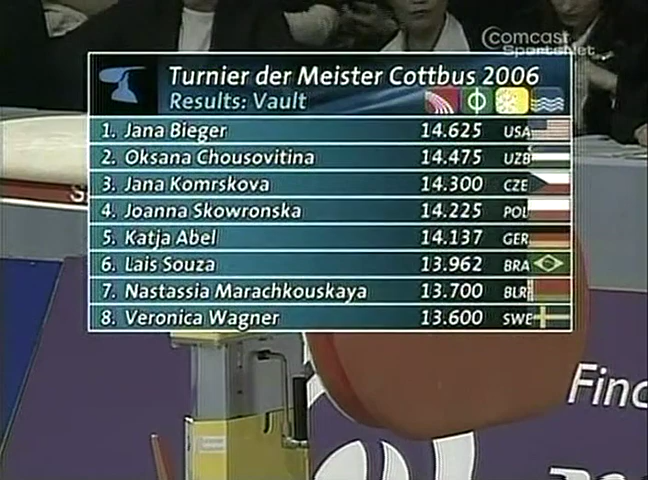 Comcast
SportsNet
Turnier der Meister Cottbus 2006
Results: Vault
1. Jana Bieger 14.625 USA
2. Oksana Chousovitina 14.475 UZB
3. Jana Komrskova 14.300 CZE
4. Joanna Skowronska 14.225 POL
5. Katja Abel 14.137 GER
6. Lais Souza 13.962 BRA
7. Nastassia Marachkouskaya 13.700 BLR
8. Veronica Wagner 13.600 SWE
Finc